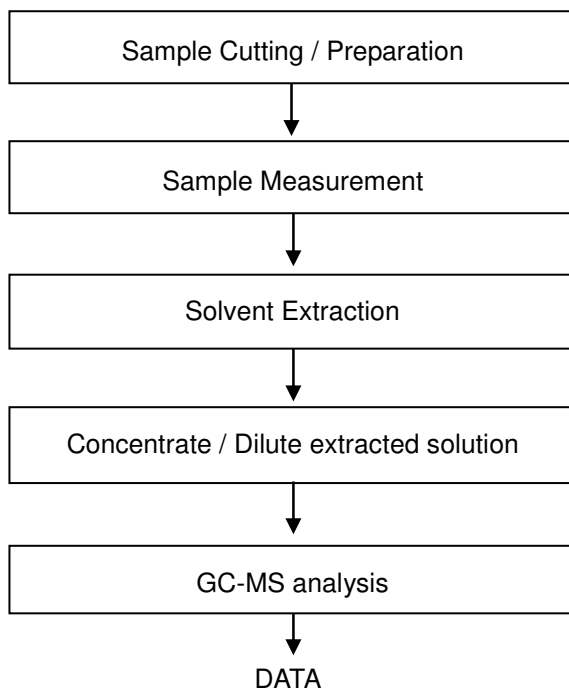 Sample Cutting / Preparation
Sample Measurement
Solvent Extraction
Concentrate / Dilute extracted solution
GC-MS analysis
DATA